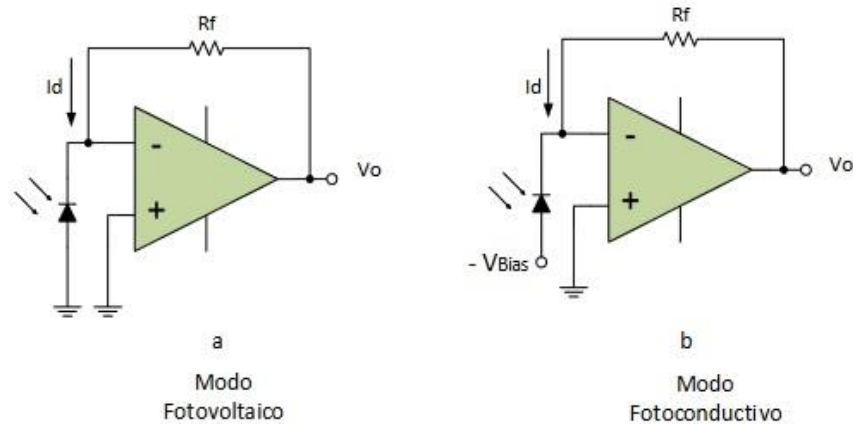 Rf
Id
-
+
Vo
a
Modo
Fotovoltaico
Rf
Id
-
+
Vo
- VBias
b
Modo
Fotoconductivo